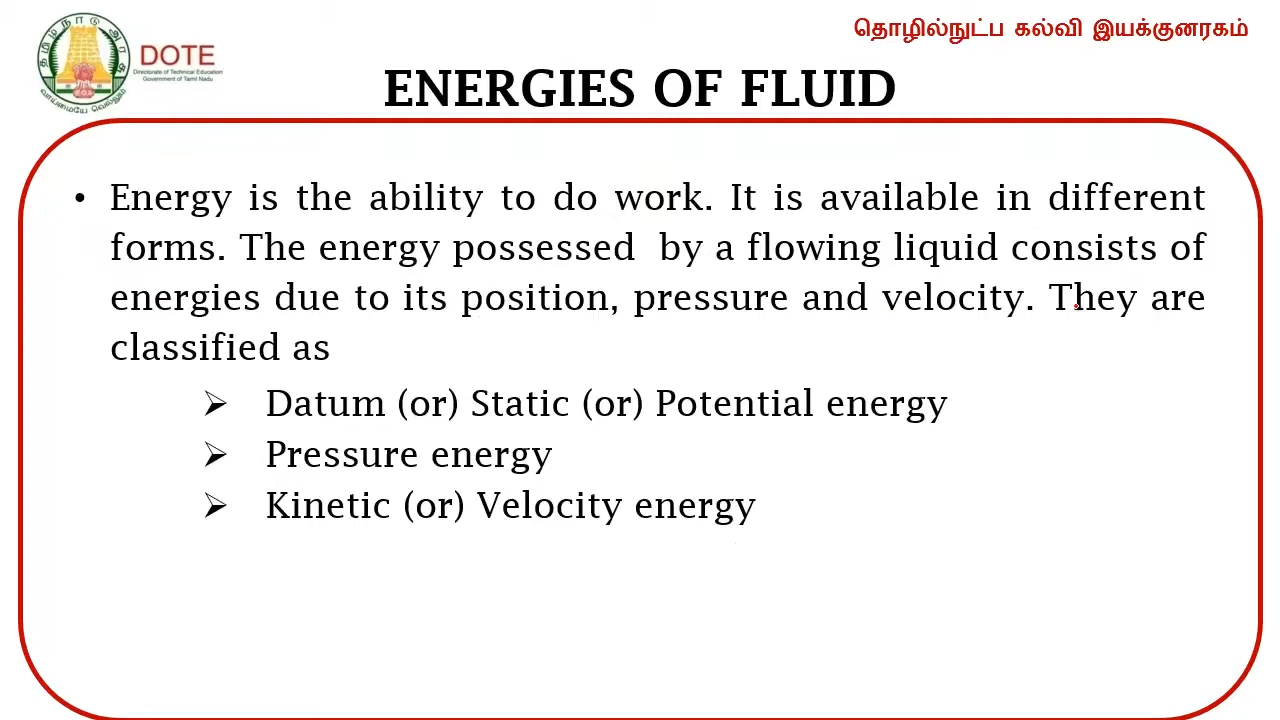 தொழில்நுட்ப கல்வி இயக்குனரகம்
தமிழ்நாடு அரசு
வாய்மையே வெல்லும்
DOTE
Directorate of Technical Education
Government of Tamil Nadu
ENERGIES OF FLUID
• Energy is the ability to do work. It is available in different
forms. The energy possessed by a flowing liquid consists of
energies due to its position, pressure and velocity. They are
classified as
➢ Datum (or) Static (or) Potential energy
➢ Pressure energy
➢ Kinetic (or) Velocity energy